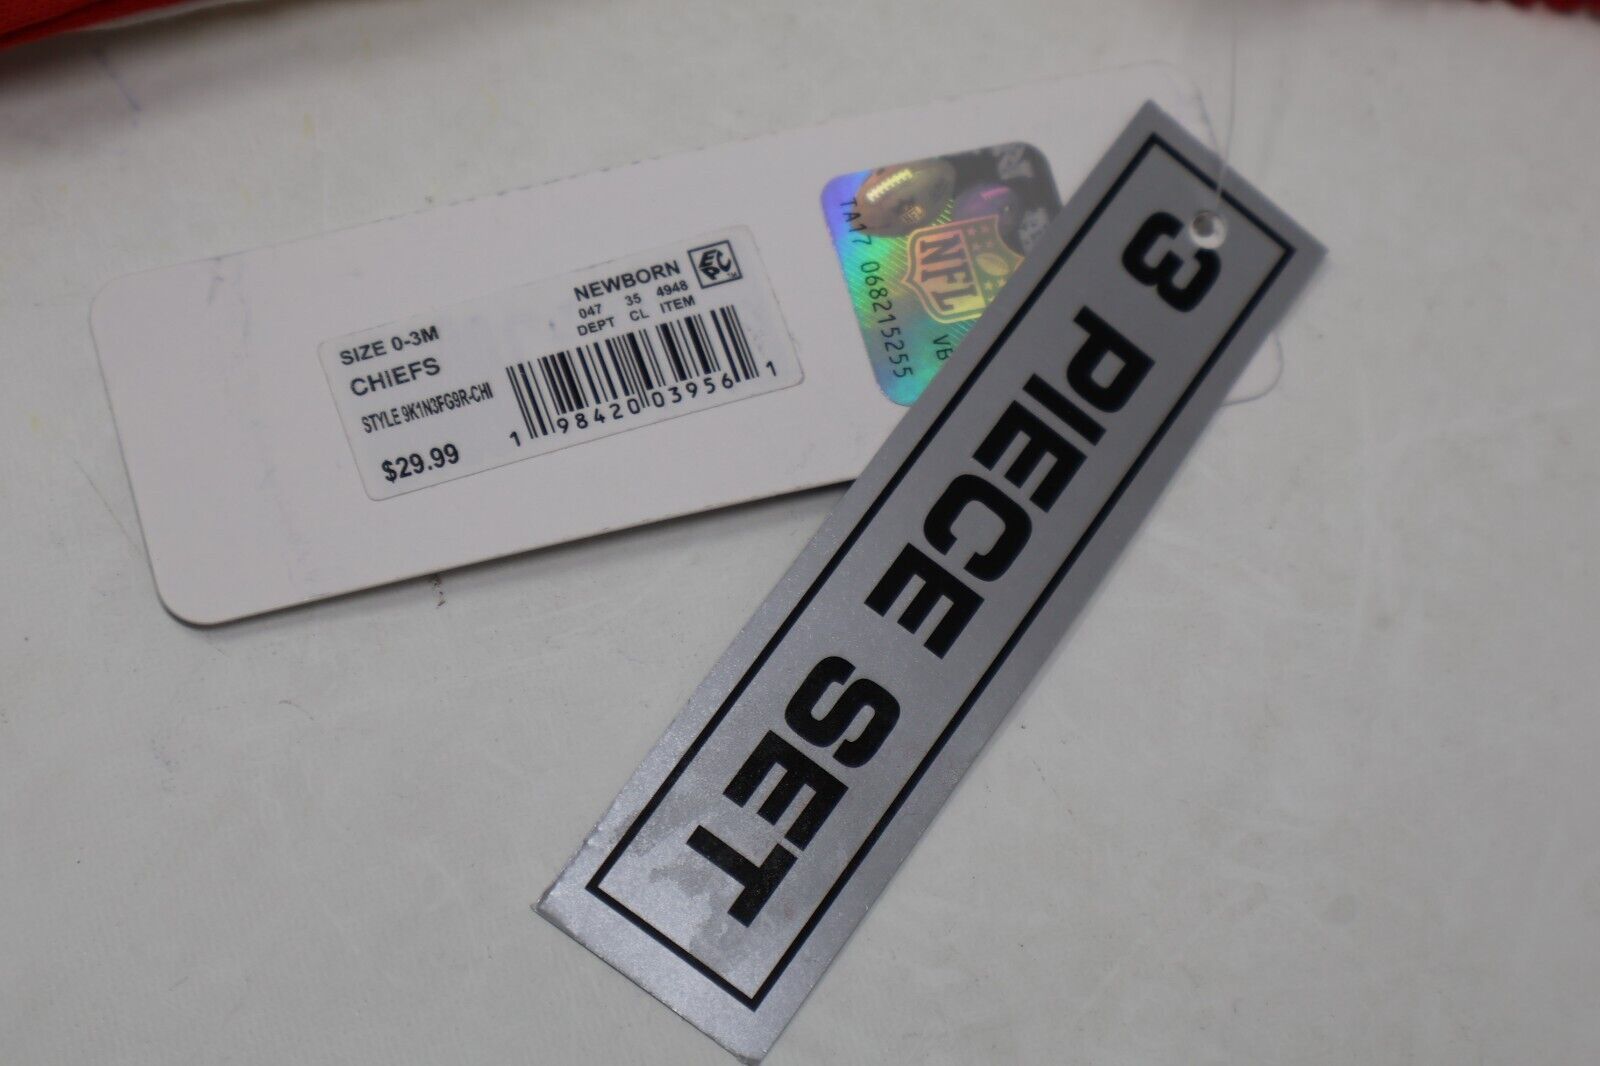 NEWBORN
047 35 4948
DEPT CL ITEM
EPC™
SIZE 0-3M
CHIEFS
STYLE 9K1N3FG9R-CHI
$29.99
1 98420 03956 1
TA17 068215255
NFL
VB
3 PIECE SET